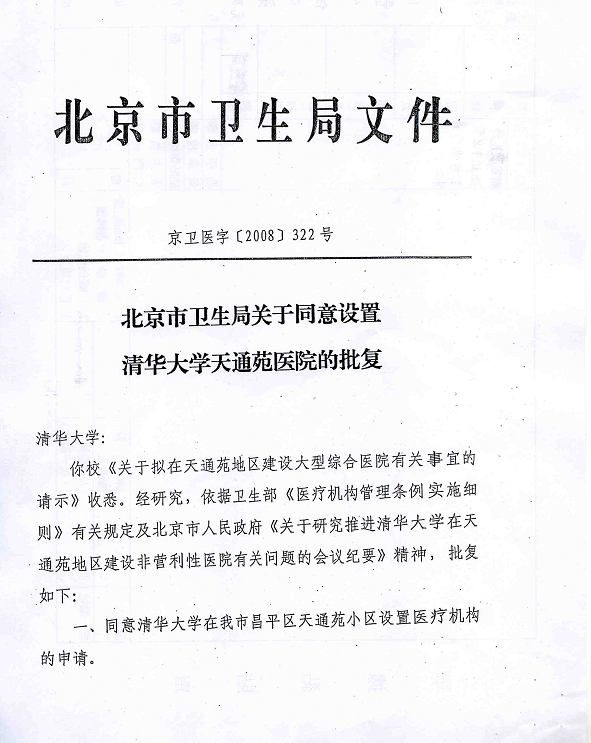 北京市卫生局文件
京卫医字〔2008〕322号
北京市卫生局关于同意设置
清华大学天通苑医院的批复
清华大学：
你校《关于拟在天通苑地区建设大型综合医院有关事宜的
请示》收悉。经研究，依据卫生部《医疗机构管理条例实施细
则》有关规定及北京市人民政府《关于研究推进清华大学在天
通苑地区建设非营利性医院有关问题的会议纪要》精神，批复
如下：
一、同意清华大学在我市昌平区天通苑小区设置医疗机构
的申请。